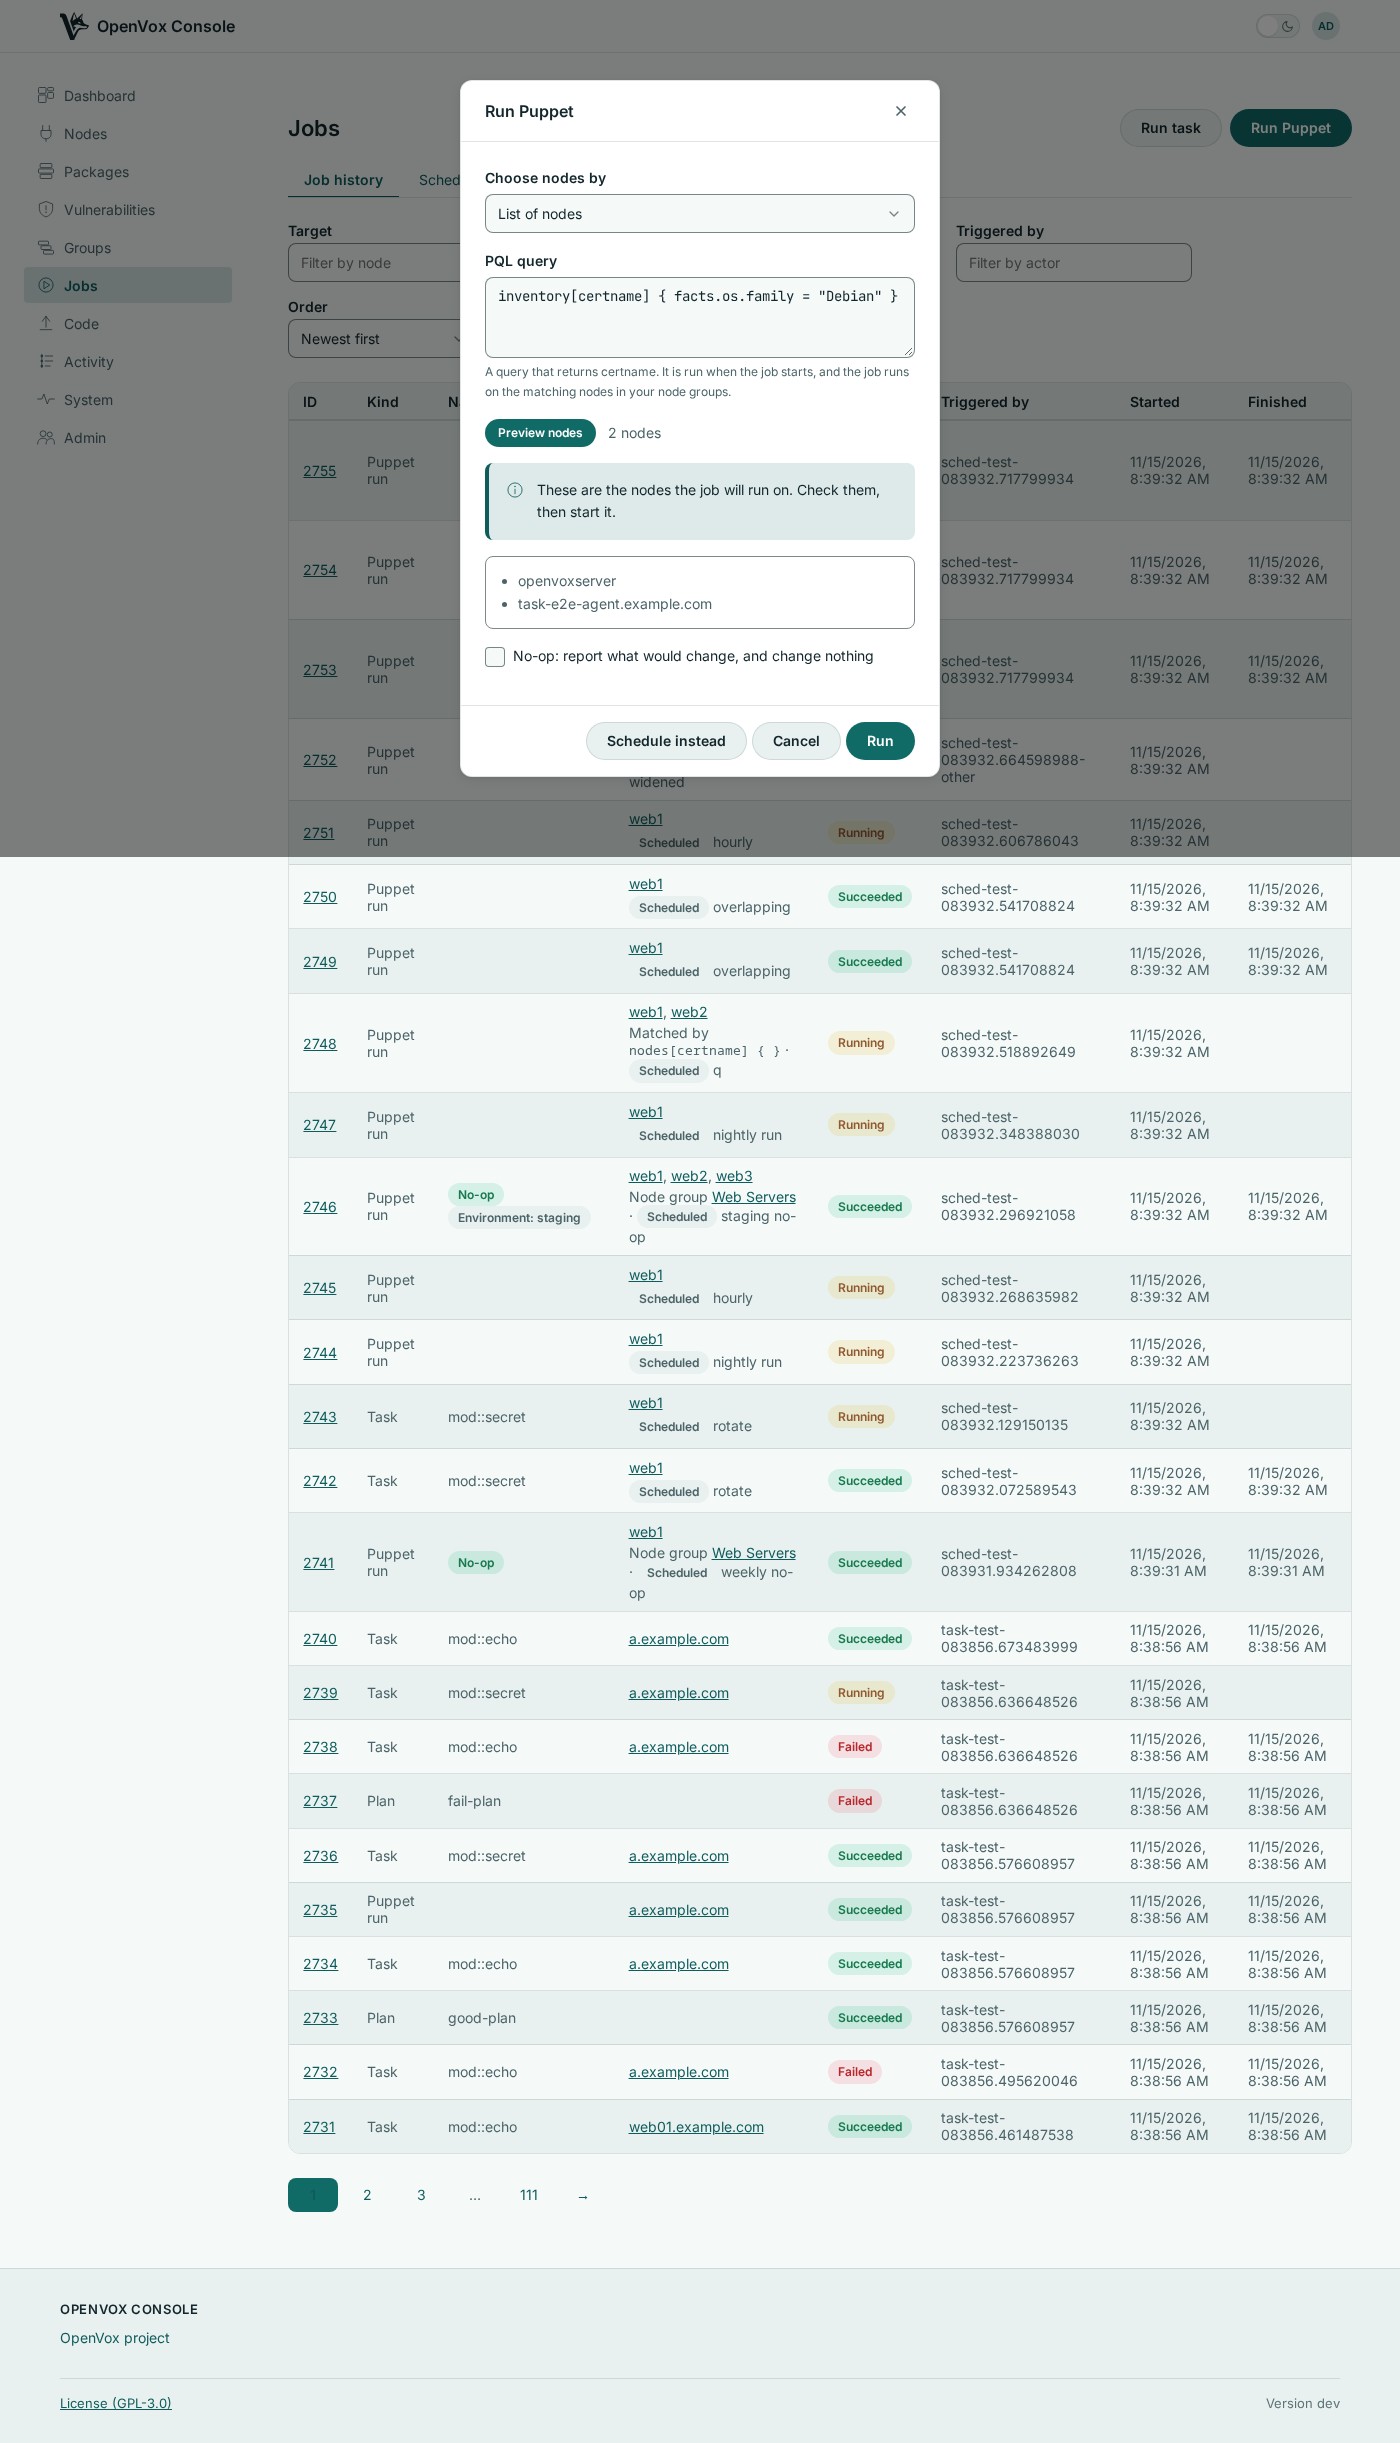 OpenVox Console
AD
Dashboard
Nodes
Packages
Vulnerabilities
Groups
Jobs
Code
Activity
System
Admin
Jobs
Run task
Run Puppet
Job history
Sched
Target
Filter by node
Triggered by
Filter by actor
Order
Newest first
Run Puppet
Choose nodes by
List of nodes
PQL query
inventory[certname] { facts.os.family = "Debian" }
A query that returns certname. It is run when the job starts, and the job runs
on the matching nodes in your node groups.
Preview nodes 2 nodes
These are the nodes the job will run on. Check them,
then start it.
openvoxserver
task-e2e-agent.example.com
No-op: report what would change, and change nothing
Schedule instead Cancel Run
ID Kind Triggered by Started Finished
2755 Puppet run sched-test-083932.717799934 11/15/2026, 8:39:32 AM 11/15/2026, 8:39:32 AM
2754 Puppet run sched-test-083932.717799934 11/15/2026, 8:39:32 AM 11/15/2026, 8:39:32 AM
2753 Puppet run sched-test-083932.717799934 11/15/2026, 8:39:32 AM 11/15/2026, 8:39:32 AM
2752 Puppet run widened sched-test-083932.664598988-other 11/15/2026, 8:39:32 AM
2751 Puppet run web1 Scheduled hourly Running sched-test-083932.606786043 11/15/2026, 8:39:32 AM
2750 Puppet run web1 Scheduled overlapping Succeeded sched-test-083932.541708824 11/15/2026, 8:39:32 AM 11/15/2026, 8:39:32 AM
2749 Puppet run web1 Scheduled overlapping Succeeded sched-test-083932.541708824 11/15/2026, 8:39:32 AM 11/15/2026, 8:39:32 AM
2748 Puppet run web1, web2 Matched by nodes[certname] { } · Scheduled q Running sched-test-083932.518892649 11/15/2026, 8:39:32 AM
2747 Puppet run web1 Scheduled nightly run Running sched-test-083932.348388030 11/15/2026, 8:39:32 AM
2746 Puppet run No-op Environment: staging web1, web2, web3 Node group Web Servers · Scheduled staging no-op Succeeded sched-test-083932.296921058 11/15/2026, 8:39:32 AM 11/15/2026, 8:39:32 AM
2745 Puppet run web1 Scheduled hourly Running sched-test-083932.268635982 11/15/2026, 8:39:32 AM
2744 Puppet run web1 Scheduled nightly run Running sched-test-083932.223736263 11/15/2026, 8:39:32 AM
2743 Task mod::secret web1 Scheduled rotate Running sched-test-083932.129150135 11/15/2026, 8:39:32 AM
2742 Task mod::secret web1 Scheduled rotate Succeeded sched-test-083932.072589543 11/15/2026, 8:39:32 AM 11/15/2026, 8:39:32 AM
2741 Puppet run No-op web1 Node group Web Servers · Scheduled weekly no-op Succeeded sched-test-083931.934262808 11/15/2026, 8:39:31 AM 11/15/2026, 8:39:31 AM
2740 Task mod::echo a.example.com Succeeded task-test-083856.673483999 11/15/2026, 8:38:56 AM 11/15/2026, 8:38:56 AM
2739 Task mod::secret a.example.com Running task-test-083856.636648526 11/15/2026, 8:38:56 AM
2738 Task mod::echo a.example.com Failed task-test-083856.636648526 11/15/2026, 8:38:56 AM 11/15/2026, 8:38:56 AM
2737 Plan fail-plan Failed task-test-083856.636648526 11/15/2026, 8:38:56 AM 11/15/2026, 8:38:56 AM
2736 Task mod::secret a.example.com Succeeded task-test-083856.576608957 11/15/2026, 8:38:56 AM 11/15/2026, 8:38:56 AM
2735 Puppet run a.example.com Succeeded task-test-083856.576608957 11/15/2026, 8:38:56 AM 11/15/2026, 8:38:56 AM
2734 Task mod::echo a.example.com Succeeded task-test-083856.576608957 11/15/2026, 8:38:56 AM 11/15/2026, 8:38:56 AM
2733 Plan good-plan Succeeded task-test-083856.576608957 11/15/2026, 8:38:56 AM 11/15/2026, 8:38:56 AM
2732 Task mod::echo a.example.com Failed task-test-083856.495620046 11/15/2026, 8:38:56 AM 11/15/2026, 8:38:56 AM
2731 Task mod::echo web01.example.com Succeeded task-test-083856.461487538 11/15/2026, 8:38:56 AM 11/15/2026, 8:38:56 AM
1 2 3 … 111 →
OPENVOX CONSOLE
OpenVox project
License (GPL-3.0)
Version dev